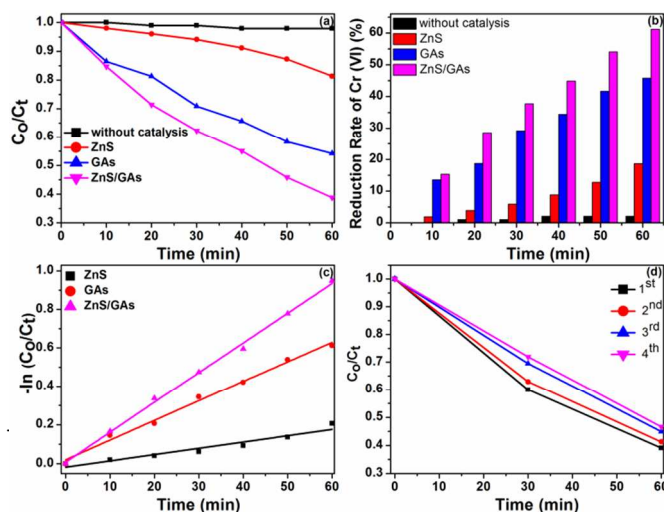 (a)
1.0
0.9
0.8
0.7
0.6
0.5
0.4
0.3
C₀/Cₜ
without catalysis
ZnS
GAs
ZnS/GAs
0 10 20 30 40 50 60
Time (min)
(b)
60
50
40
30
20
10
0
Reduction Rate of Cr (VI) (%)
without catalysis
ZnS
GAs
ZnS/GAs
0 10 20 30 40 50 60
Time (min)
(c)
0.8
0.6
0.4
0.2
0.0
-ln (C₀/Cₜ)
ZnS
GAs
ZnS/GAs
0 10 20 30 40 50 60
Time (min)
(d)
1.0
0.9
0.8
0.7
0.6
0.5
0.4
0.3
C₀/Cₜ
1st
2nd
3rd
4th
0 10 20 30 40 50 60
Time (min)